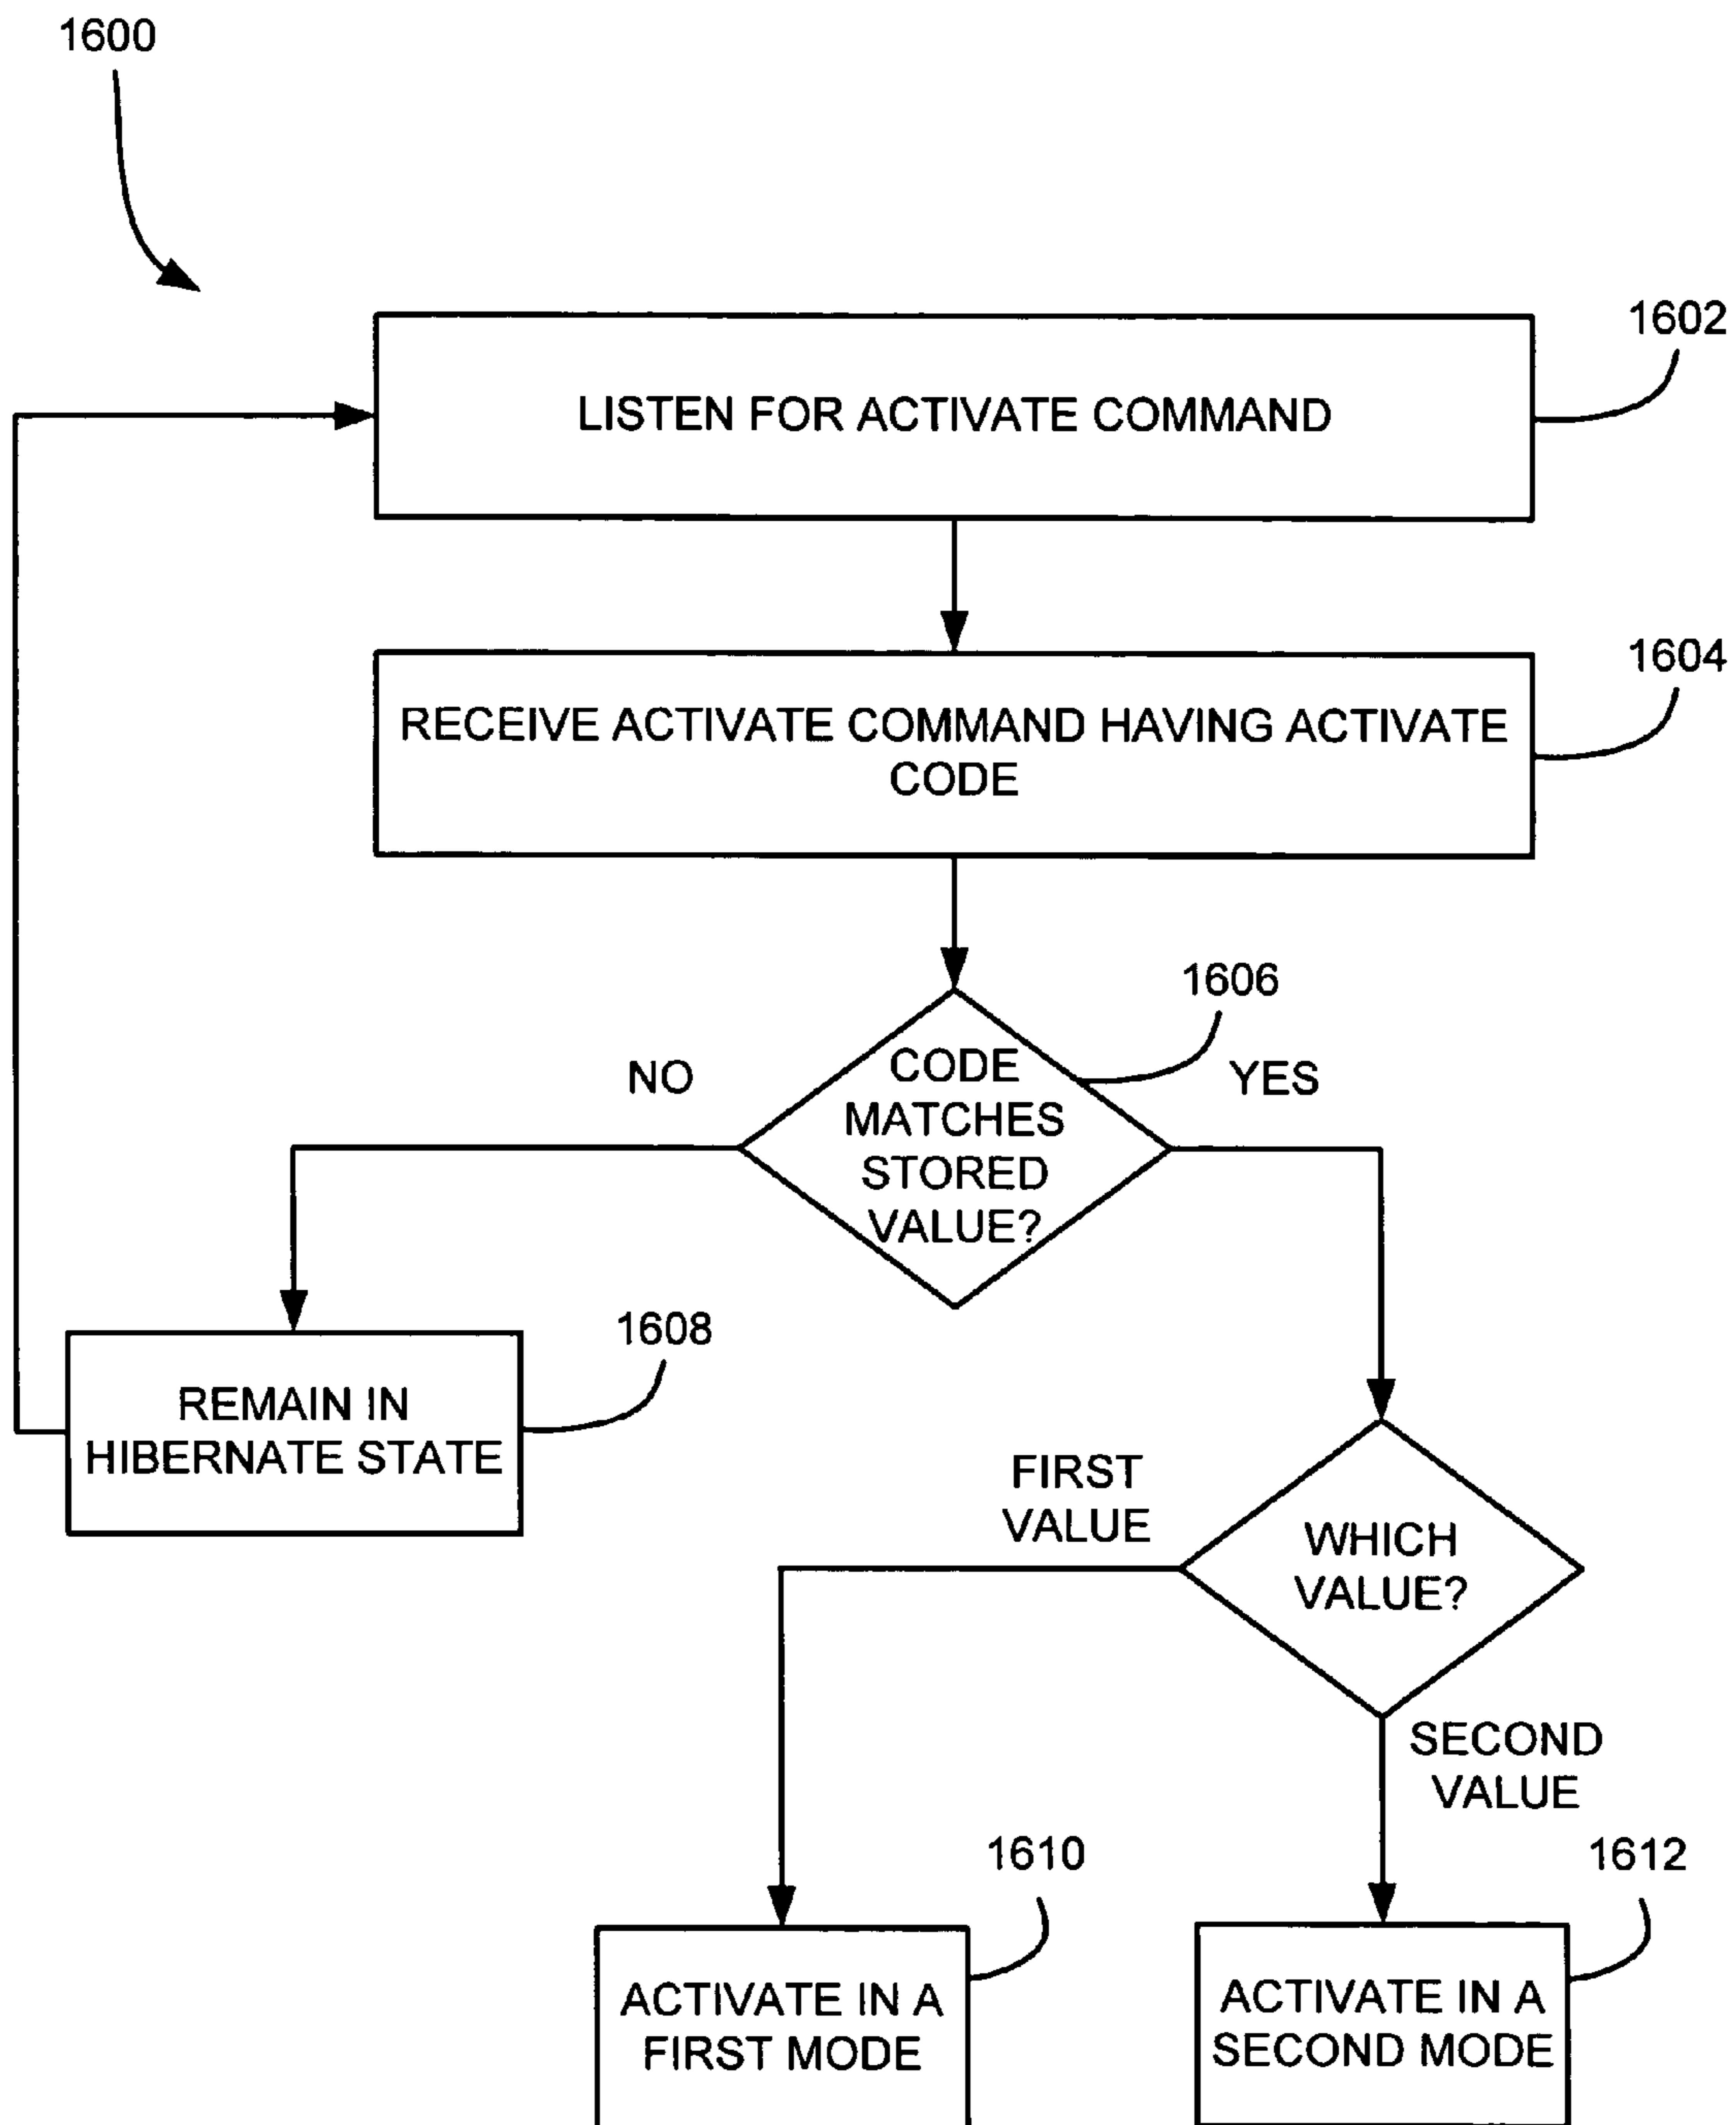 1600
1602
LISTEN FOR ACTIVATE COMMAND
1604
RECEIVE ACTIVATE COMMAND HAVING ACTIVATE
CODE
1606
NO
YES
CODE
MATCHES
STORED
VALUE?
1608
REMAIN IN
HIBERNATE STATE
FIRST
VALUE
WHICH
VALUE?
SECOND
VALUE
1610
1612
ACTIVATE IN A
FIRST MODE
ACTIVATE IN A
SECOND MODE